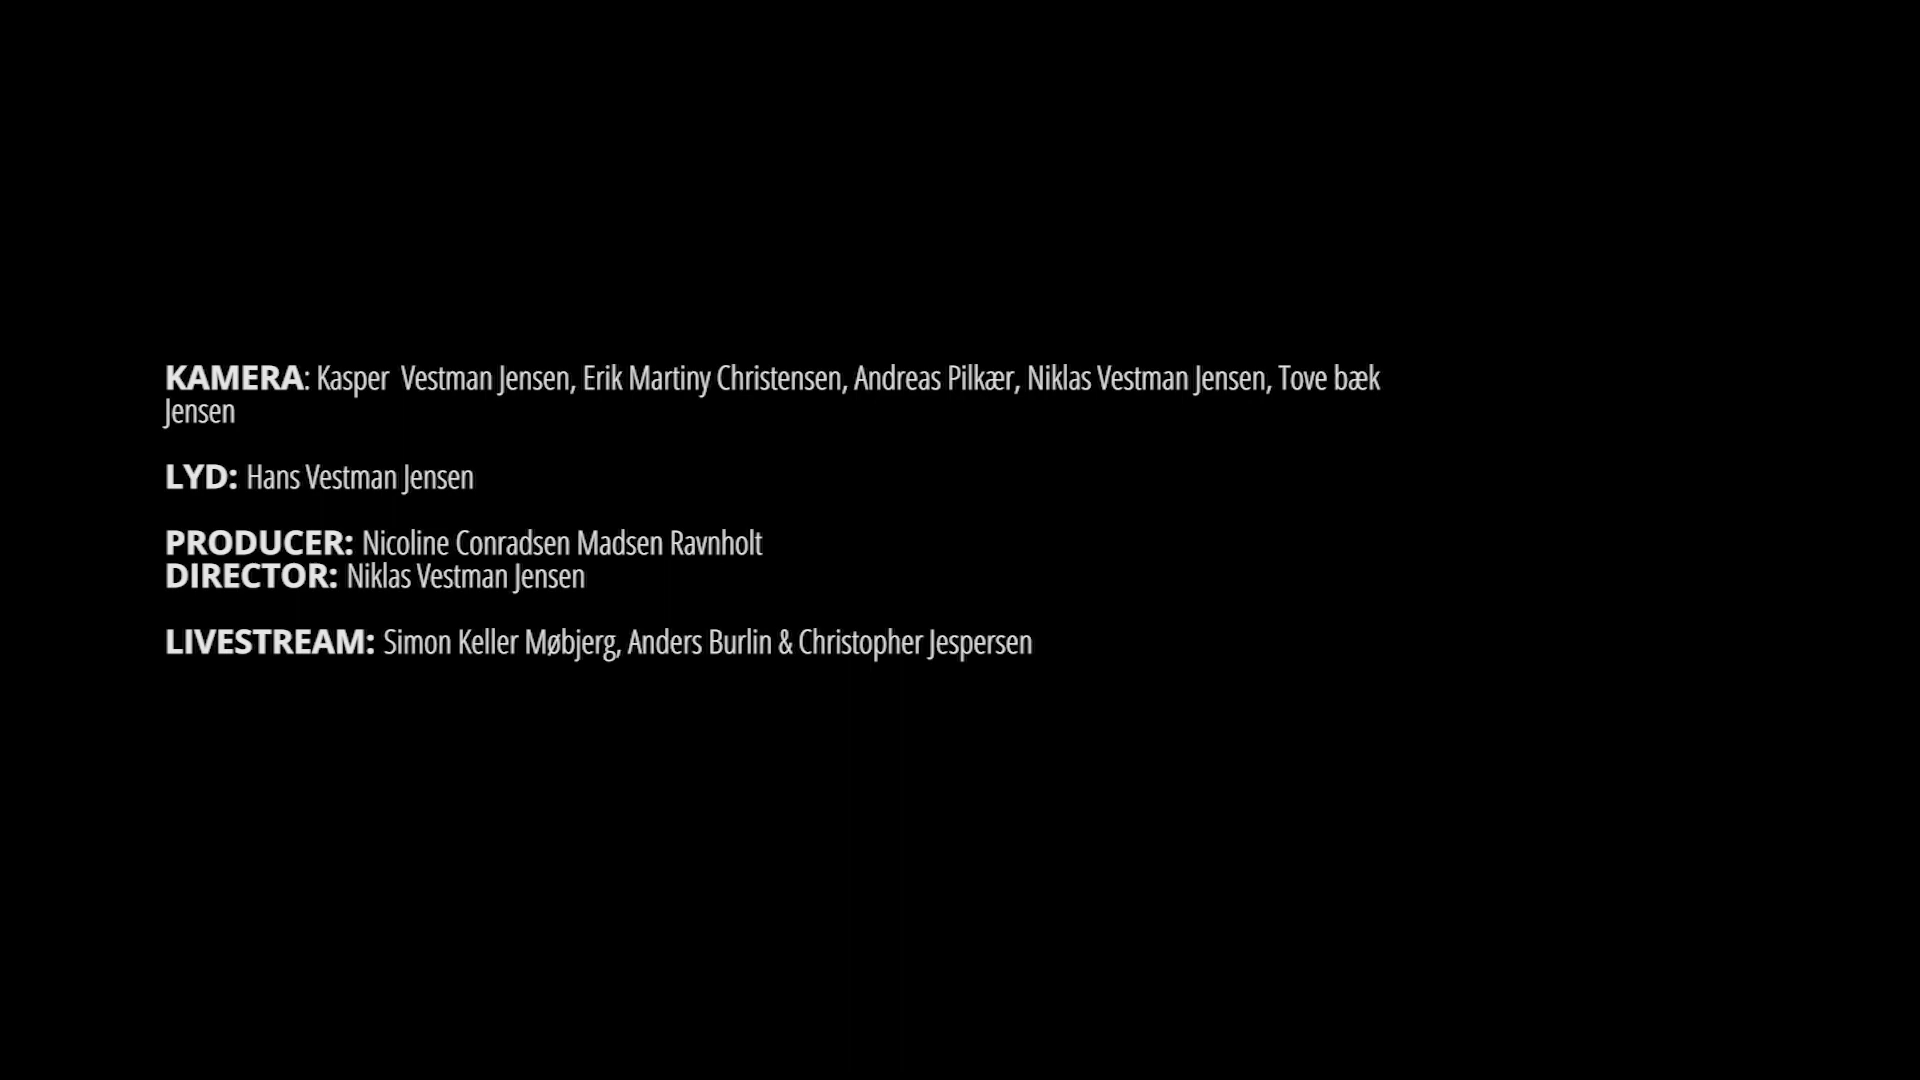 KAMERA: Kasper  Vestman Jensen, Erik Martiny Christensen, Andreas Pilkær, Niklas Vestman Jensen, Tove bæk
Jensen
LYD: Hans Vestman Jensen
PRODUCER: Nicoline Conradsen Madsen Ravnholt
DIRECTOR: Niklas Vestman Jensen
LIVESTREAM: Simon Keller Møbjerg, Anders Burlin & Christopher Jespersen